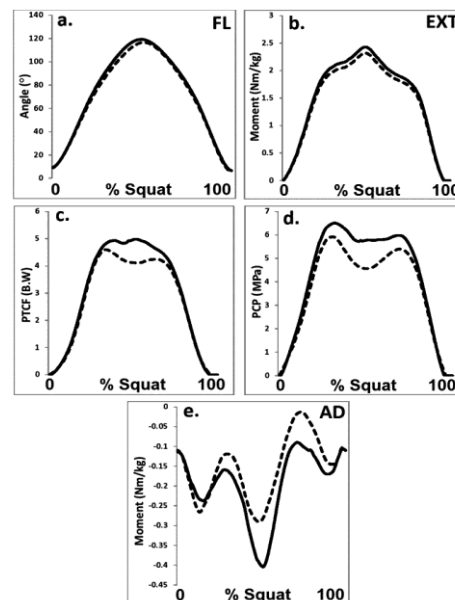 a.
FL
140
120
100
80
60
40
20
0
Angle (°)
0
% Squat
100
b.
EXT
3
2.5
2
1.5
1
0.5
0
Moment (Nm/kg)
0
% Squat
100
c.
6
5
4
3
2
1
0
PTCF (B.W)
0
% Squat
100
d.
7
6
5
4
3
2
1
0
PCP (MPa)
0
% Squat
100
e.
AD
0
-0.05
-0.1
-0.15
-0.2
-0.25
-0.3
-0.35
-0.4
-0.45
Moment (Nm/kg)
0
% Squat
100